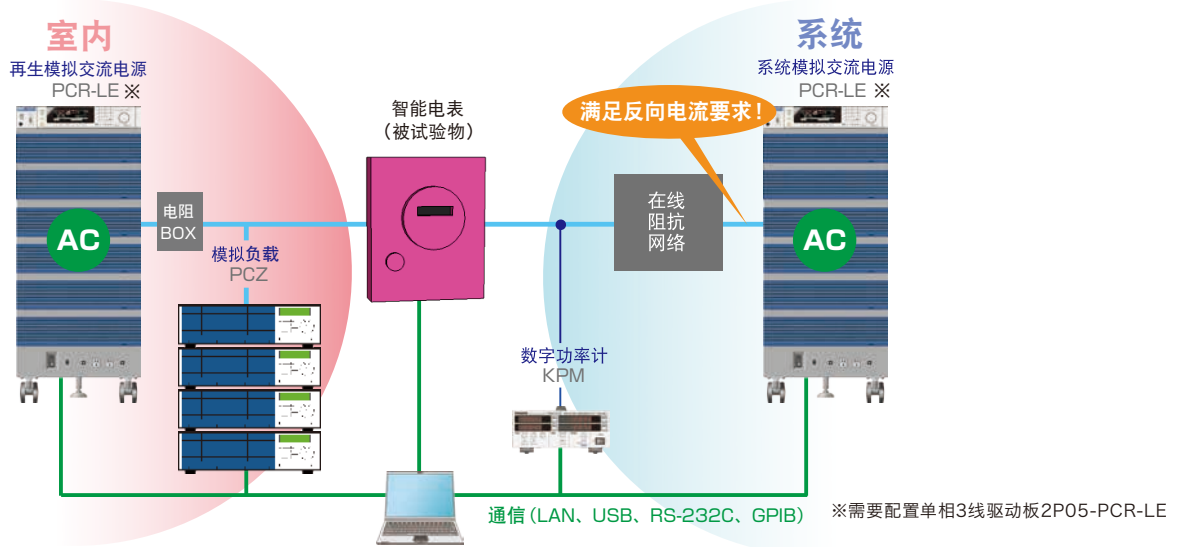 室内
再生模拟交流电源
PCR-LE ※
AC
电阻
BOX
模拟负载
PCZ
智能电表
（被试验物）
满足反向电流要求！
在线
阻抗
网络
数字功率计
KPM
系统
系统模拟交流电源
PCR-LE ※
AC
通信（LAN、USB、RS-232C、GPIB）
※需要配置单相3线驱动板2P05-PCR-LE